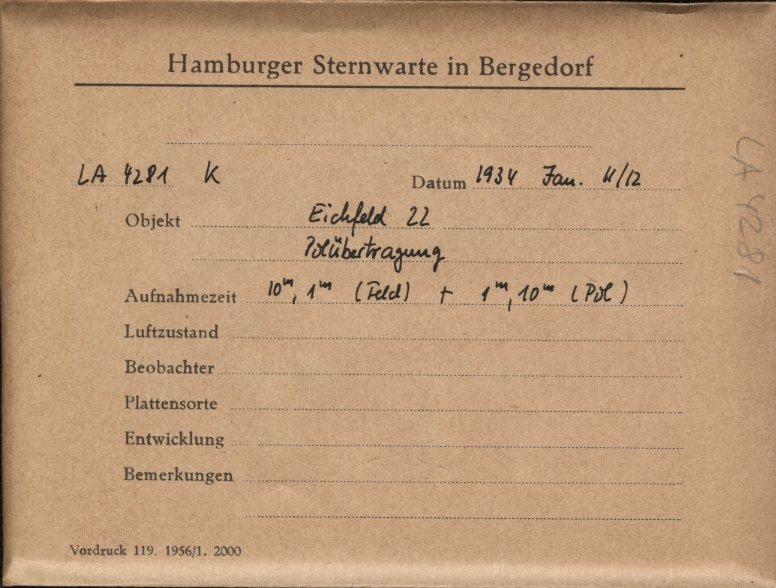 Hamburger Sternwarte in Bergedorf
LA 4281 K Datum 1934 Jan. 11/12
Objekt Eichfeld 22
Polübertragung
Aufnahmezeit 10m, 1m (Feld) + 1m, 10m (Pol)
Luftzustand
Beobachter
Plattensorte
Entwicklung
Bemerkungen
Vordruck 119. 1956/1. 2000
LA 4281